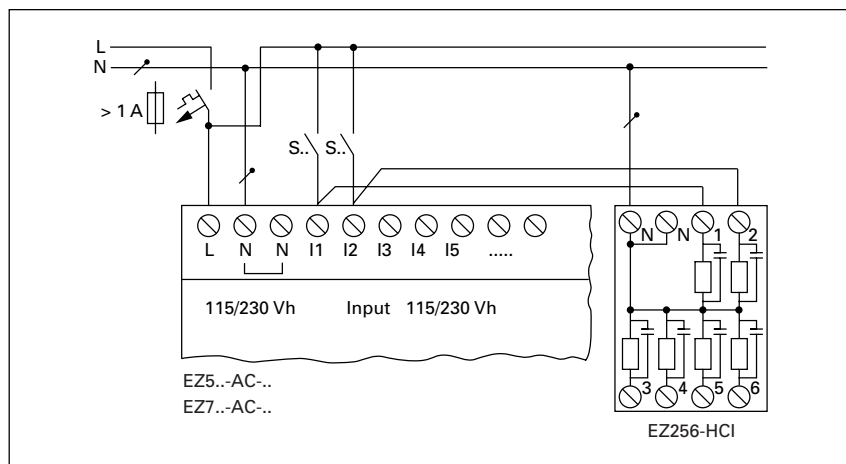 L
N
> 1 A
S.. S..
L N N I1 I2 I3 I4 I5 .....
N N 1 2
115/230 Vh Input 115/230 Vh
3 4 5 6
EZ5..-AC-..
EZ7..-AC-..
EZ256-HCI